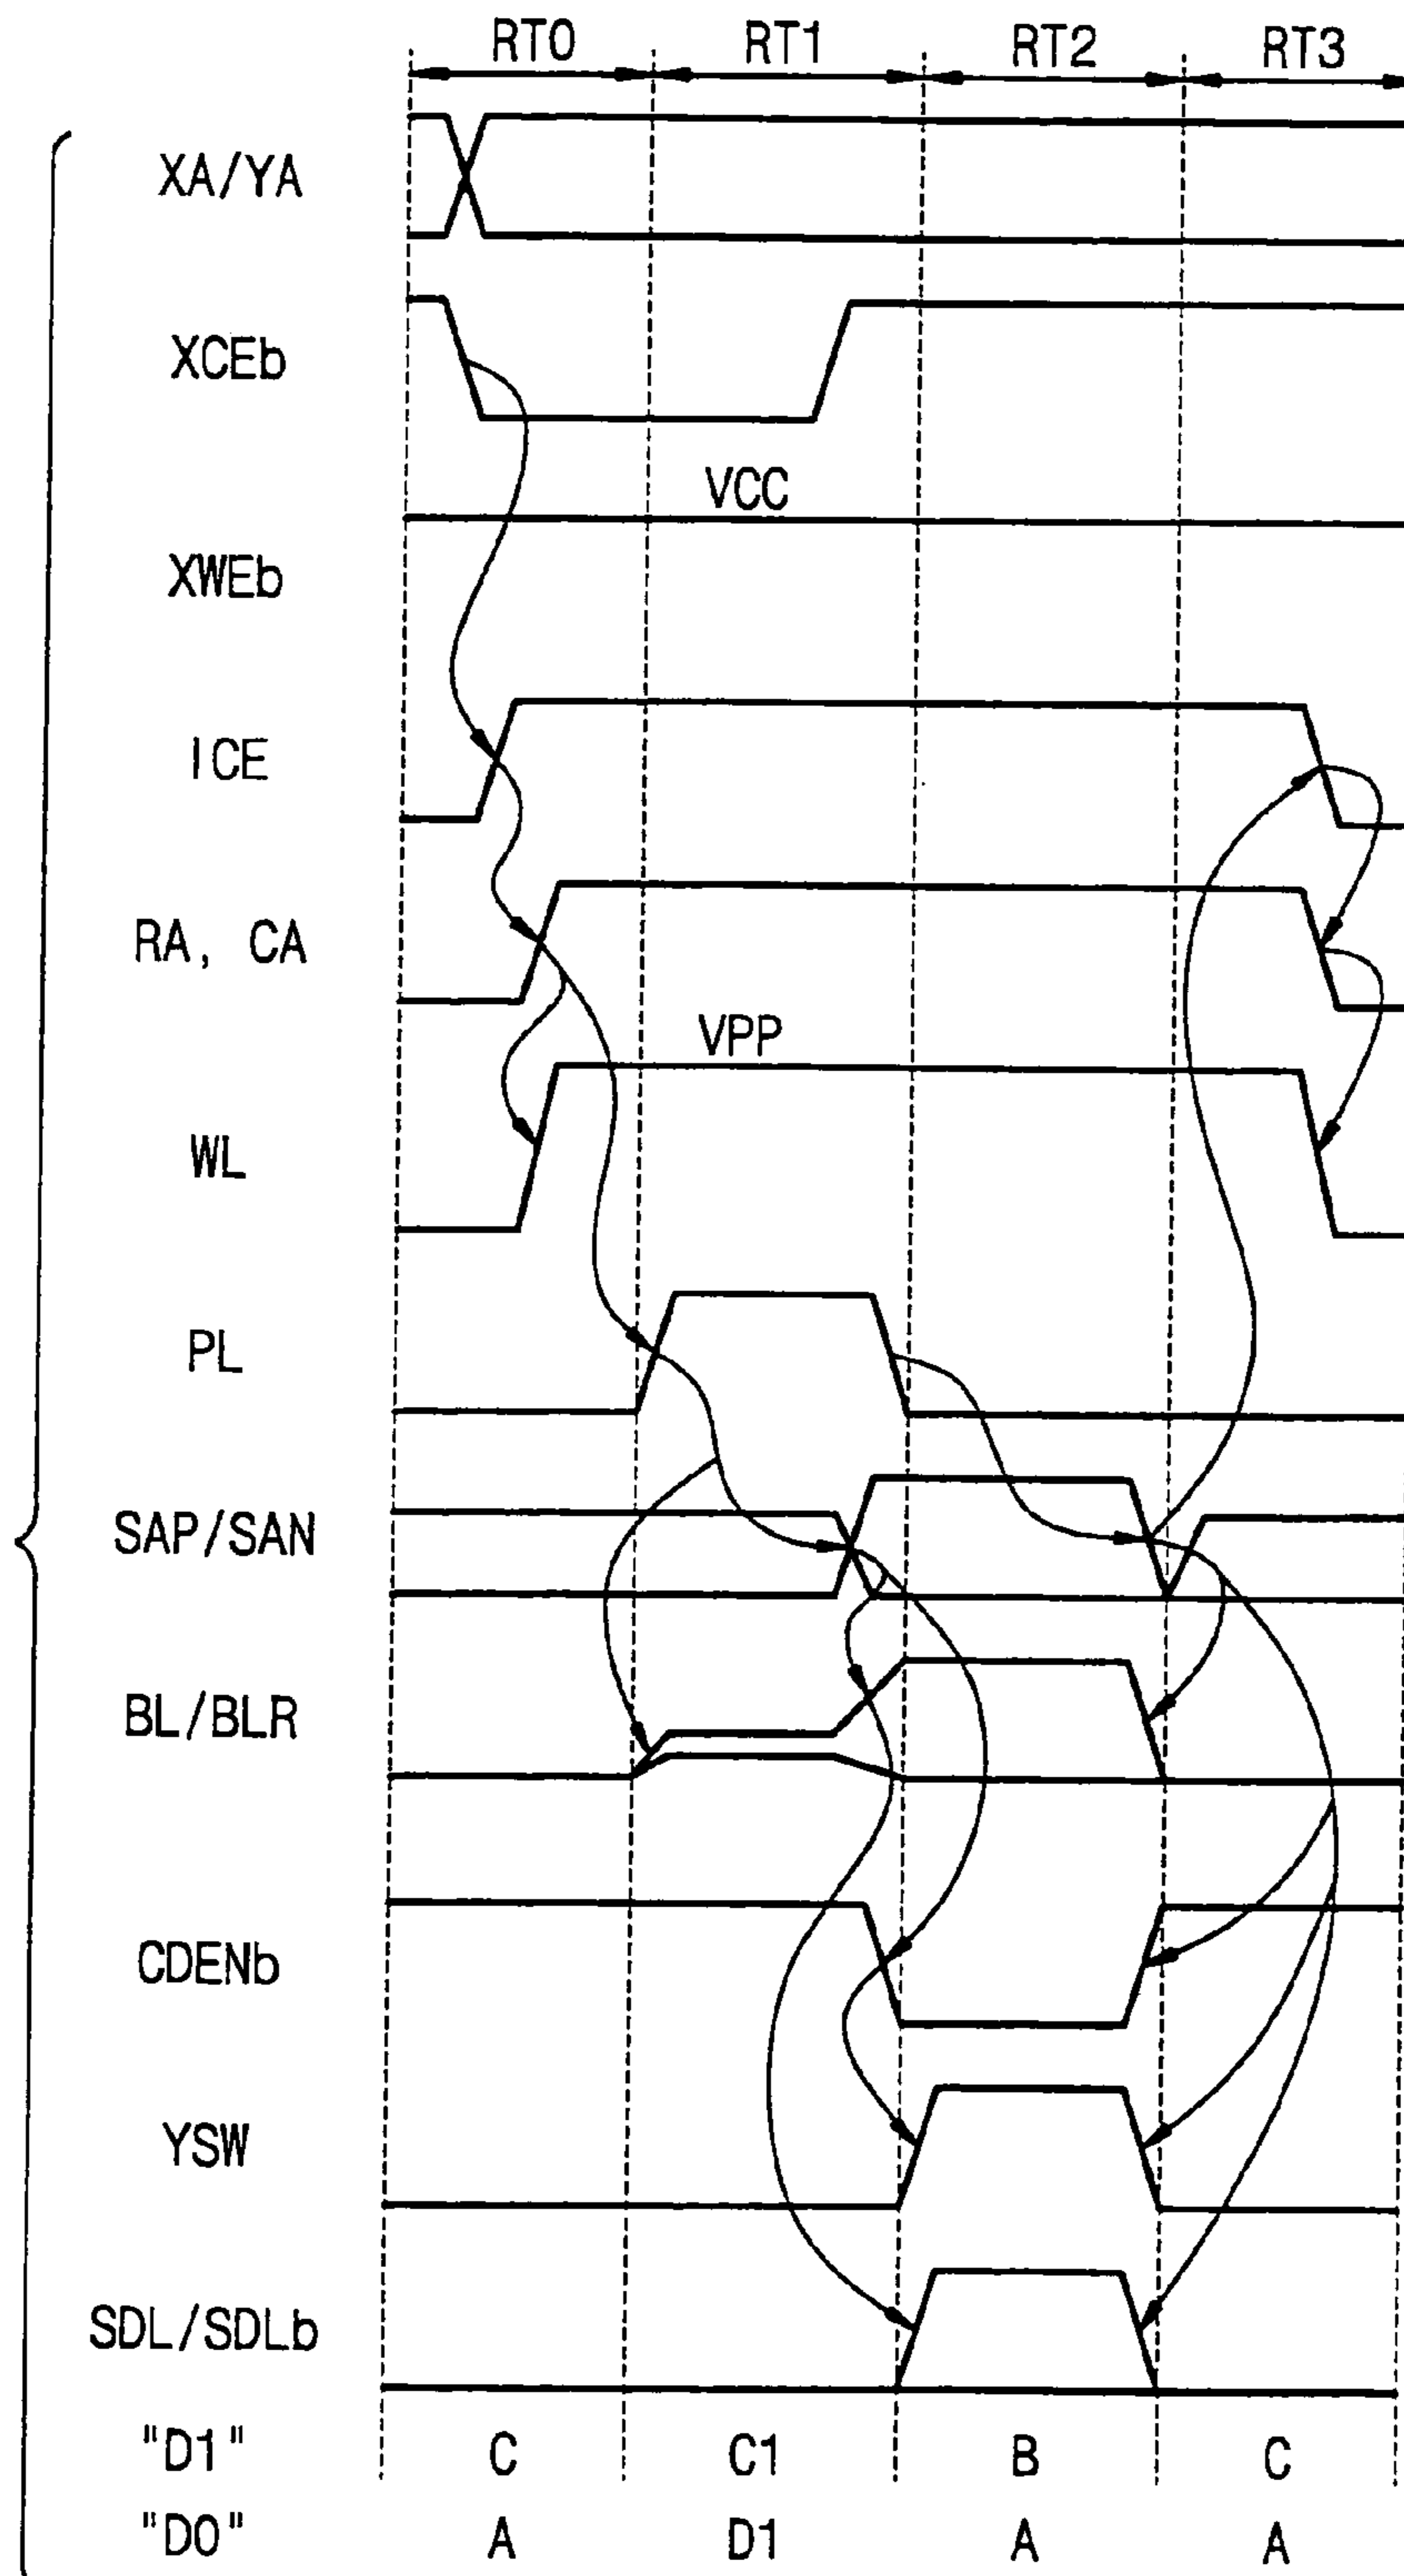 RT0 RT1 RT2 RT3
XA/YA
XCEb
VCC
XWEb
ICE
RA, CA
VPP
WL
PL
SAP/SAN
BL/BLR
CDENb
YSW
SDL/SDLb
"D1" C C1 B C
"D0" A D1 A A